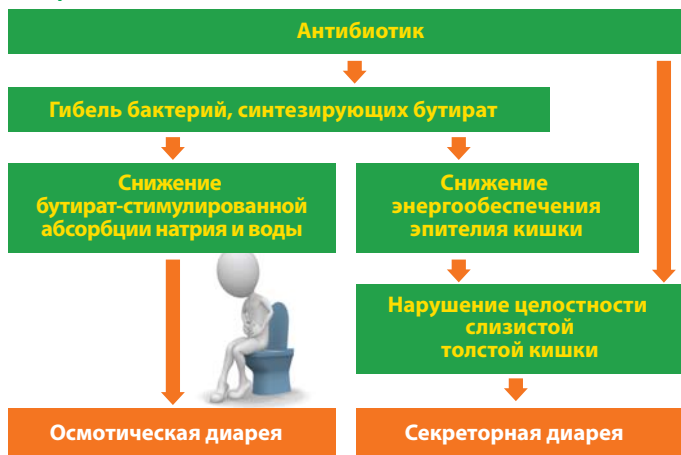 Антибиотик
Гибель бактерий, синтезирующих бутират
Снижение
бутират-стимулированной
абсорбции натрия и воды
Снижение
энергообеспечения
эпителия кишки
Нарушение целостности
слизистой
толстой кишки
Осмотическая диарея
Секреторная диарея